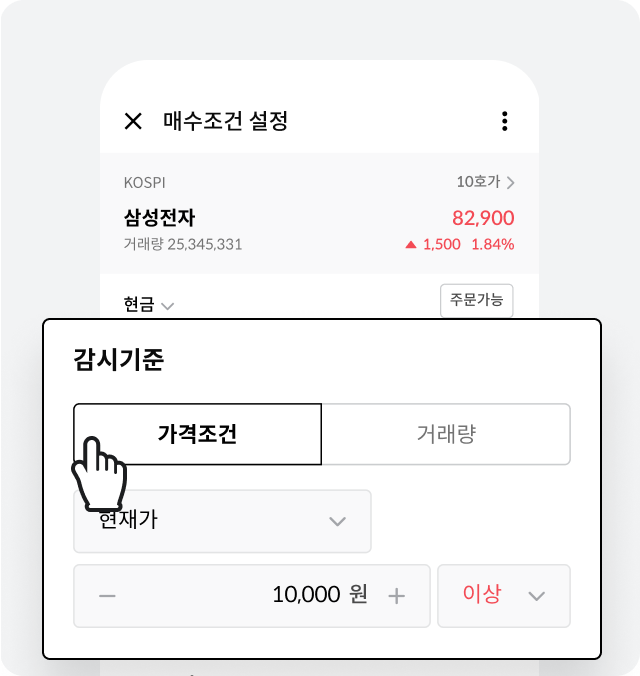 매수조건 설정
KOSPI 10호가
삼성전자 82,900
거래량 25,345,331 ▲ 1,500 1.84%
현금 주문가능
감시기준
가격조건 거래량
현재가
− 10,000 원 + 이상